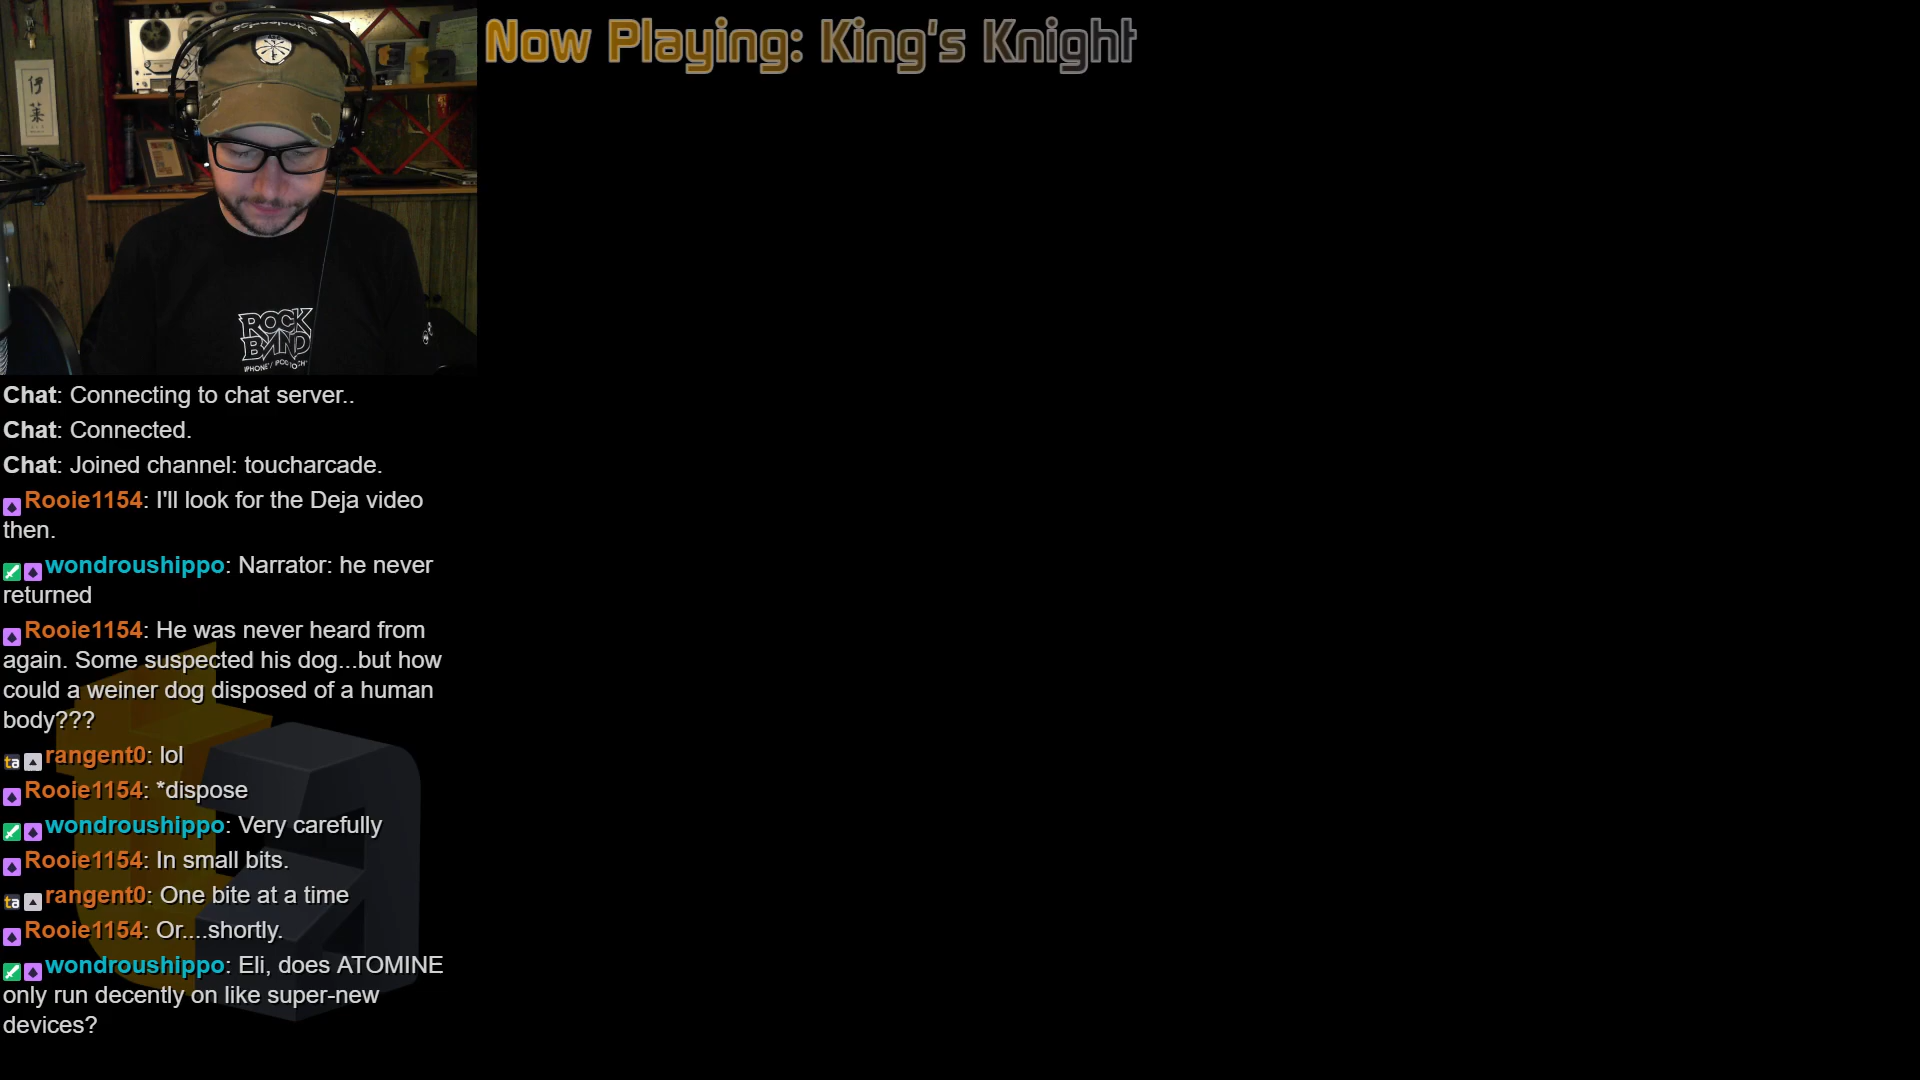 Now Playing: King's Knight
伊
莱
ROCK
BAND
Chat: Connecting to chat server..
Chat: Connected.
Chat: Joined channel: toucharcade.
Rooie1154: I'll look for the Deja video
then.
wondroushippo: Narrator: he never
returned
Rooie1154: He was never heard from
again. Some suspected his dog...but how
could a weiner dog disposed of a human
body???
ta rangent0: lol
Rooie1154: *dispose
wondroushippo: Very carefully
Rooie1154: In small bits.
ta rangent0: One bite at a time
Rooie1154: Or....shortly.
wondroushippo: Eli, does ATOMINE
only run decently on like super-new
devices?